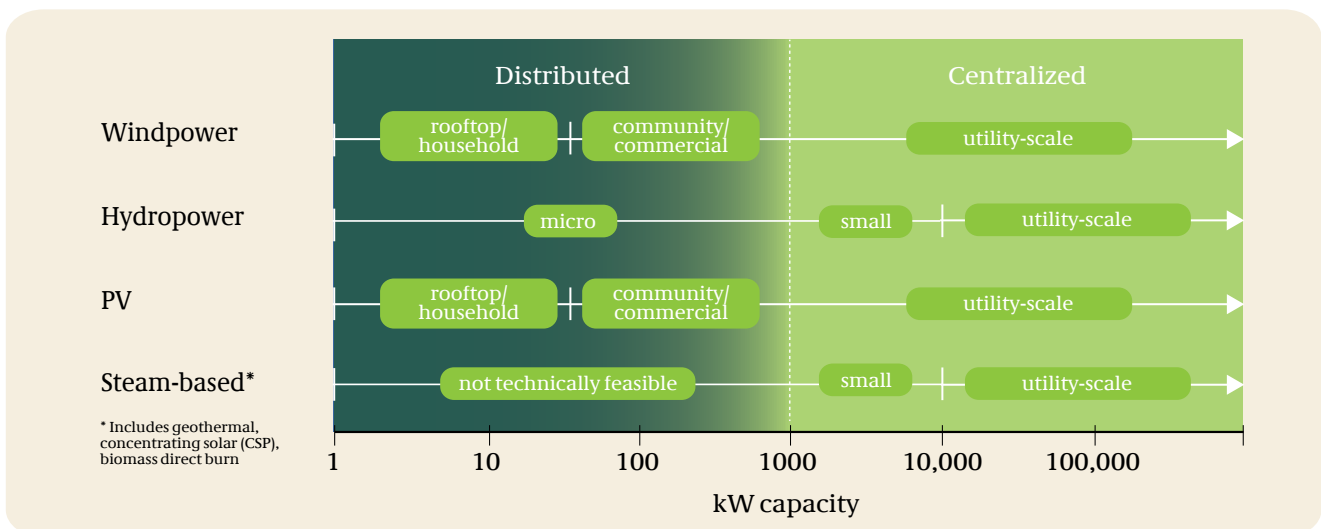 Distributed
Centralized
Windpower
rooftop/
household
community/
commercial
utility-scale
Hydropower
micro
small
utility-scale
PV
rooftop/
household
community/
commercial
utility-scale
Steam-based*
not technically feasible
small
utility-scale
* Includes geothermal,
concentrating solar (CSP),
biomass direct burn
1 10 100 1000 10,000 100,000
kW capacity